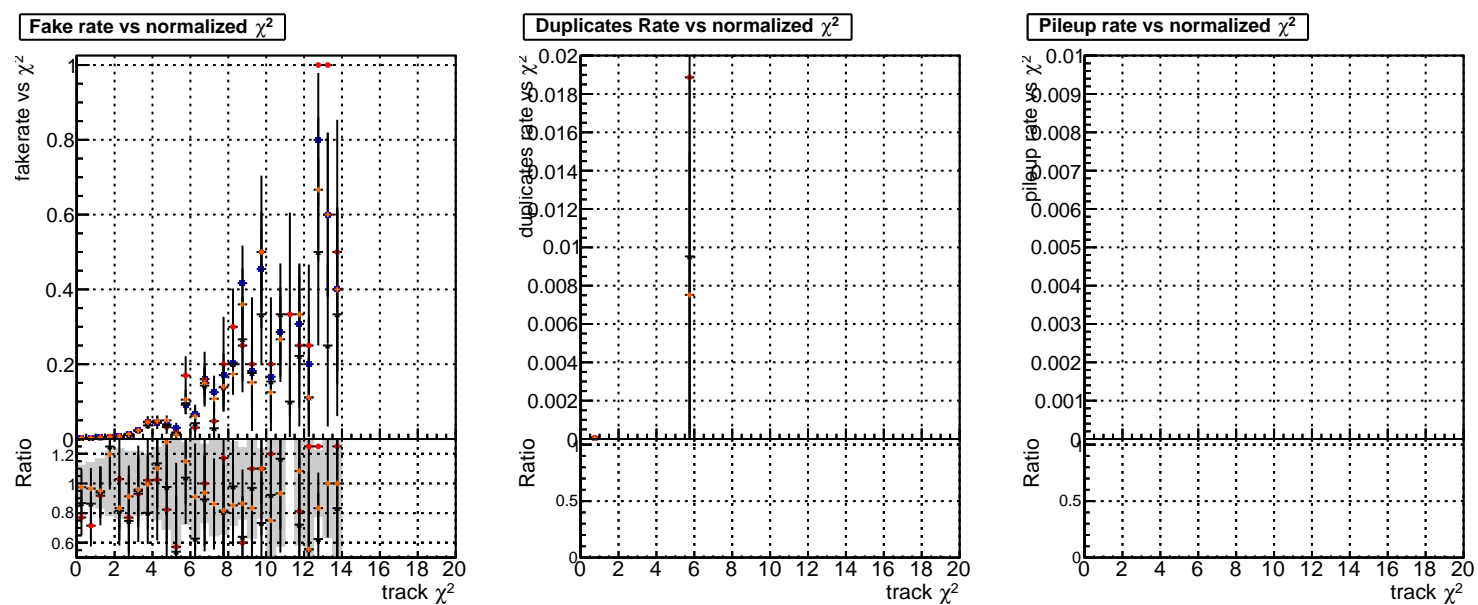 Fake rate vs normalized χ²
fakerate vs χ²
1
0.8
0.6
0.4
0.2
0
Ratio
1.2
1
0.8
0.6
0 2 4 6 8 10 12 14 16 18 20
track χ²
Duplicates Rate vs normalized χ²
duplicates rate vs χ²
0.02
0.018
0.016
0.014
0.012
0.01
0.008
0.006
0.004
0.002
0
Ratio
1
0.5
0
0 2 4 6 8 10 12 14 16 18 20
track χ²
Pileup rate vs normalized χ²
pileup rate vs χ²
0.01
0.009
0.008
0.007
0.006
0.005
0.004
0.003
0.002
0.001
0
Ratio
1
0.5
0
0 2 4 6 8 10 12 14 16 18 20
track χ²